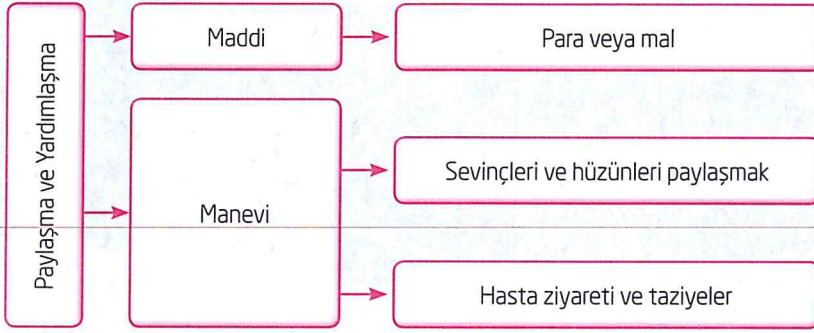 Paylaşma ve Yardımlaşma
Maddi
Para veya mal
Manevi
Sevinçleri ve hüzünleri paylaşmak
Hasta ziyareti ve taziyeler